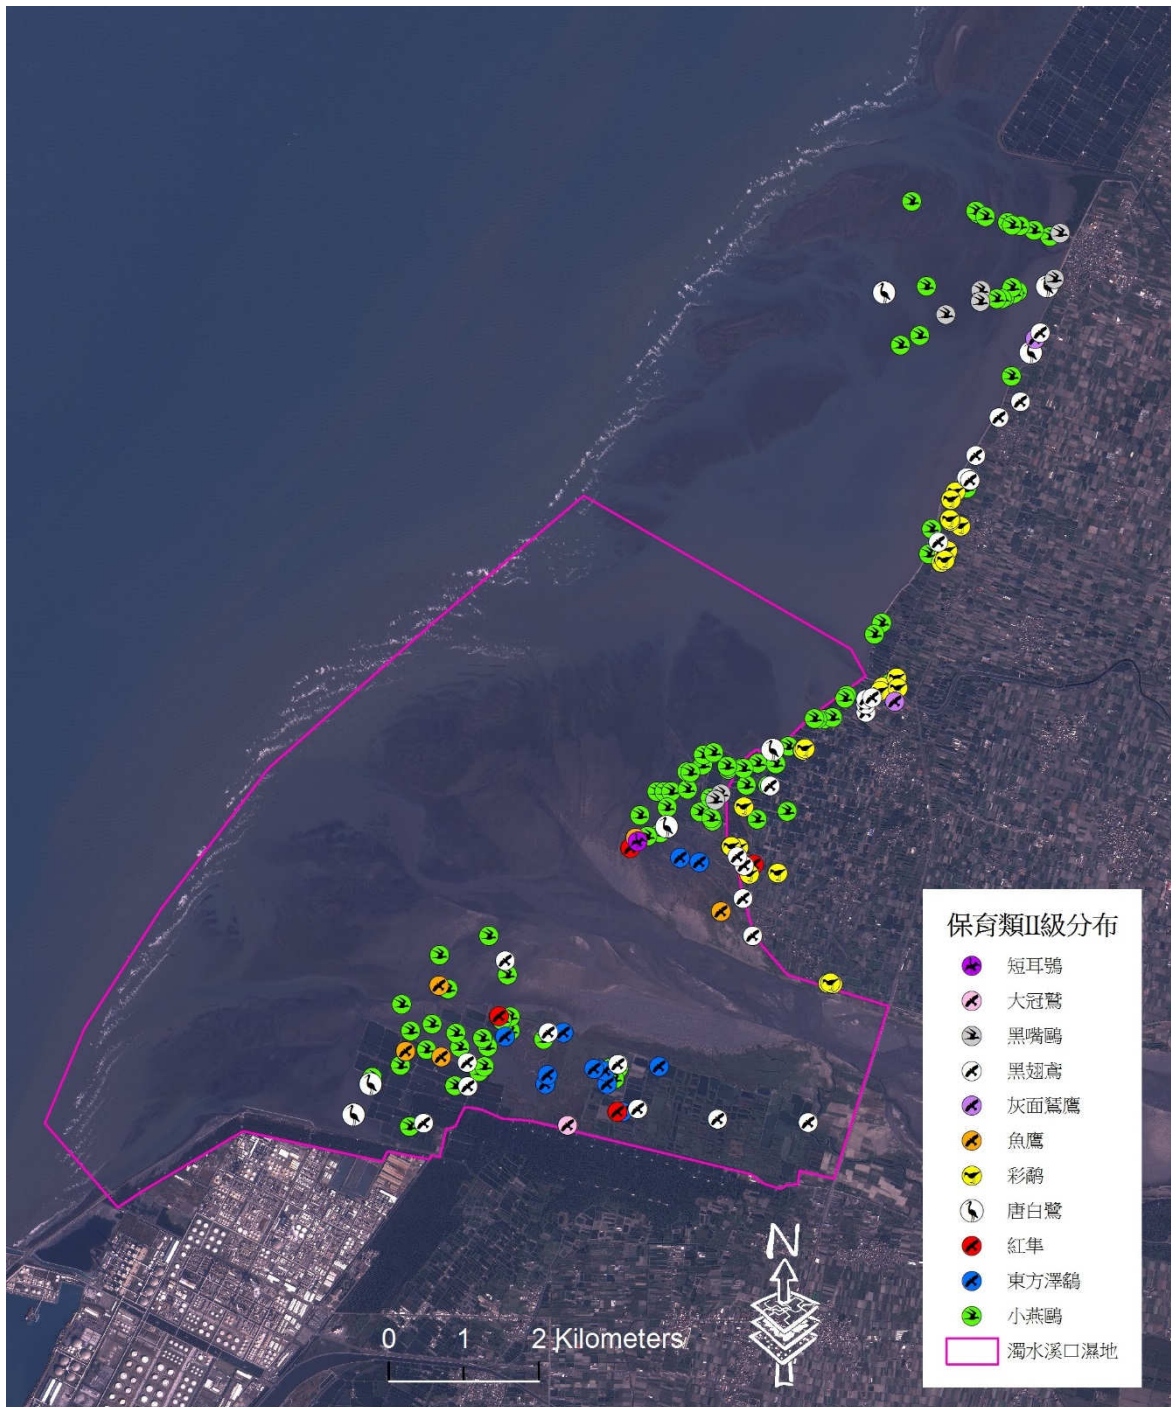 保育類II級分布
短耳鴞
大冠鷲
黑嘴鷗
黑翅鳶
灰面鵟鷹
魚鷹
彩鷸
唐白鷺
紅隼
東方澤鵟
小燕鷗
濁水溪口濕地
N
0 1 2 Kilometers